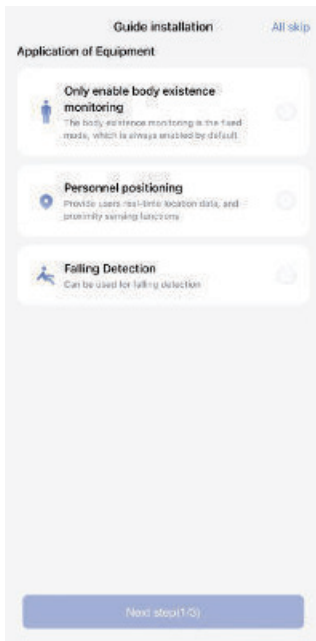 Guide installation
All skip
Application of Equipment
Only enable body existence
monitoring
The body existence monitoring is the fixed
mode, which is always enabled by default
Personnel positioning
Provide users real-time location data, and
proximity sensing functions
Falling Detection
Can be used for falling detection
Next step(1/3)